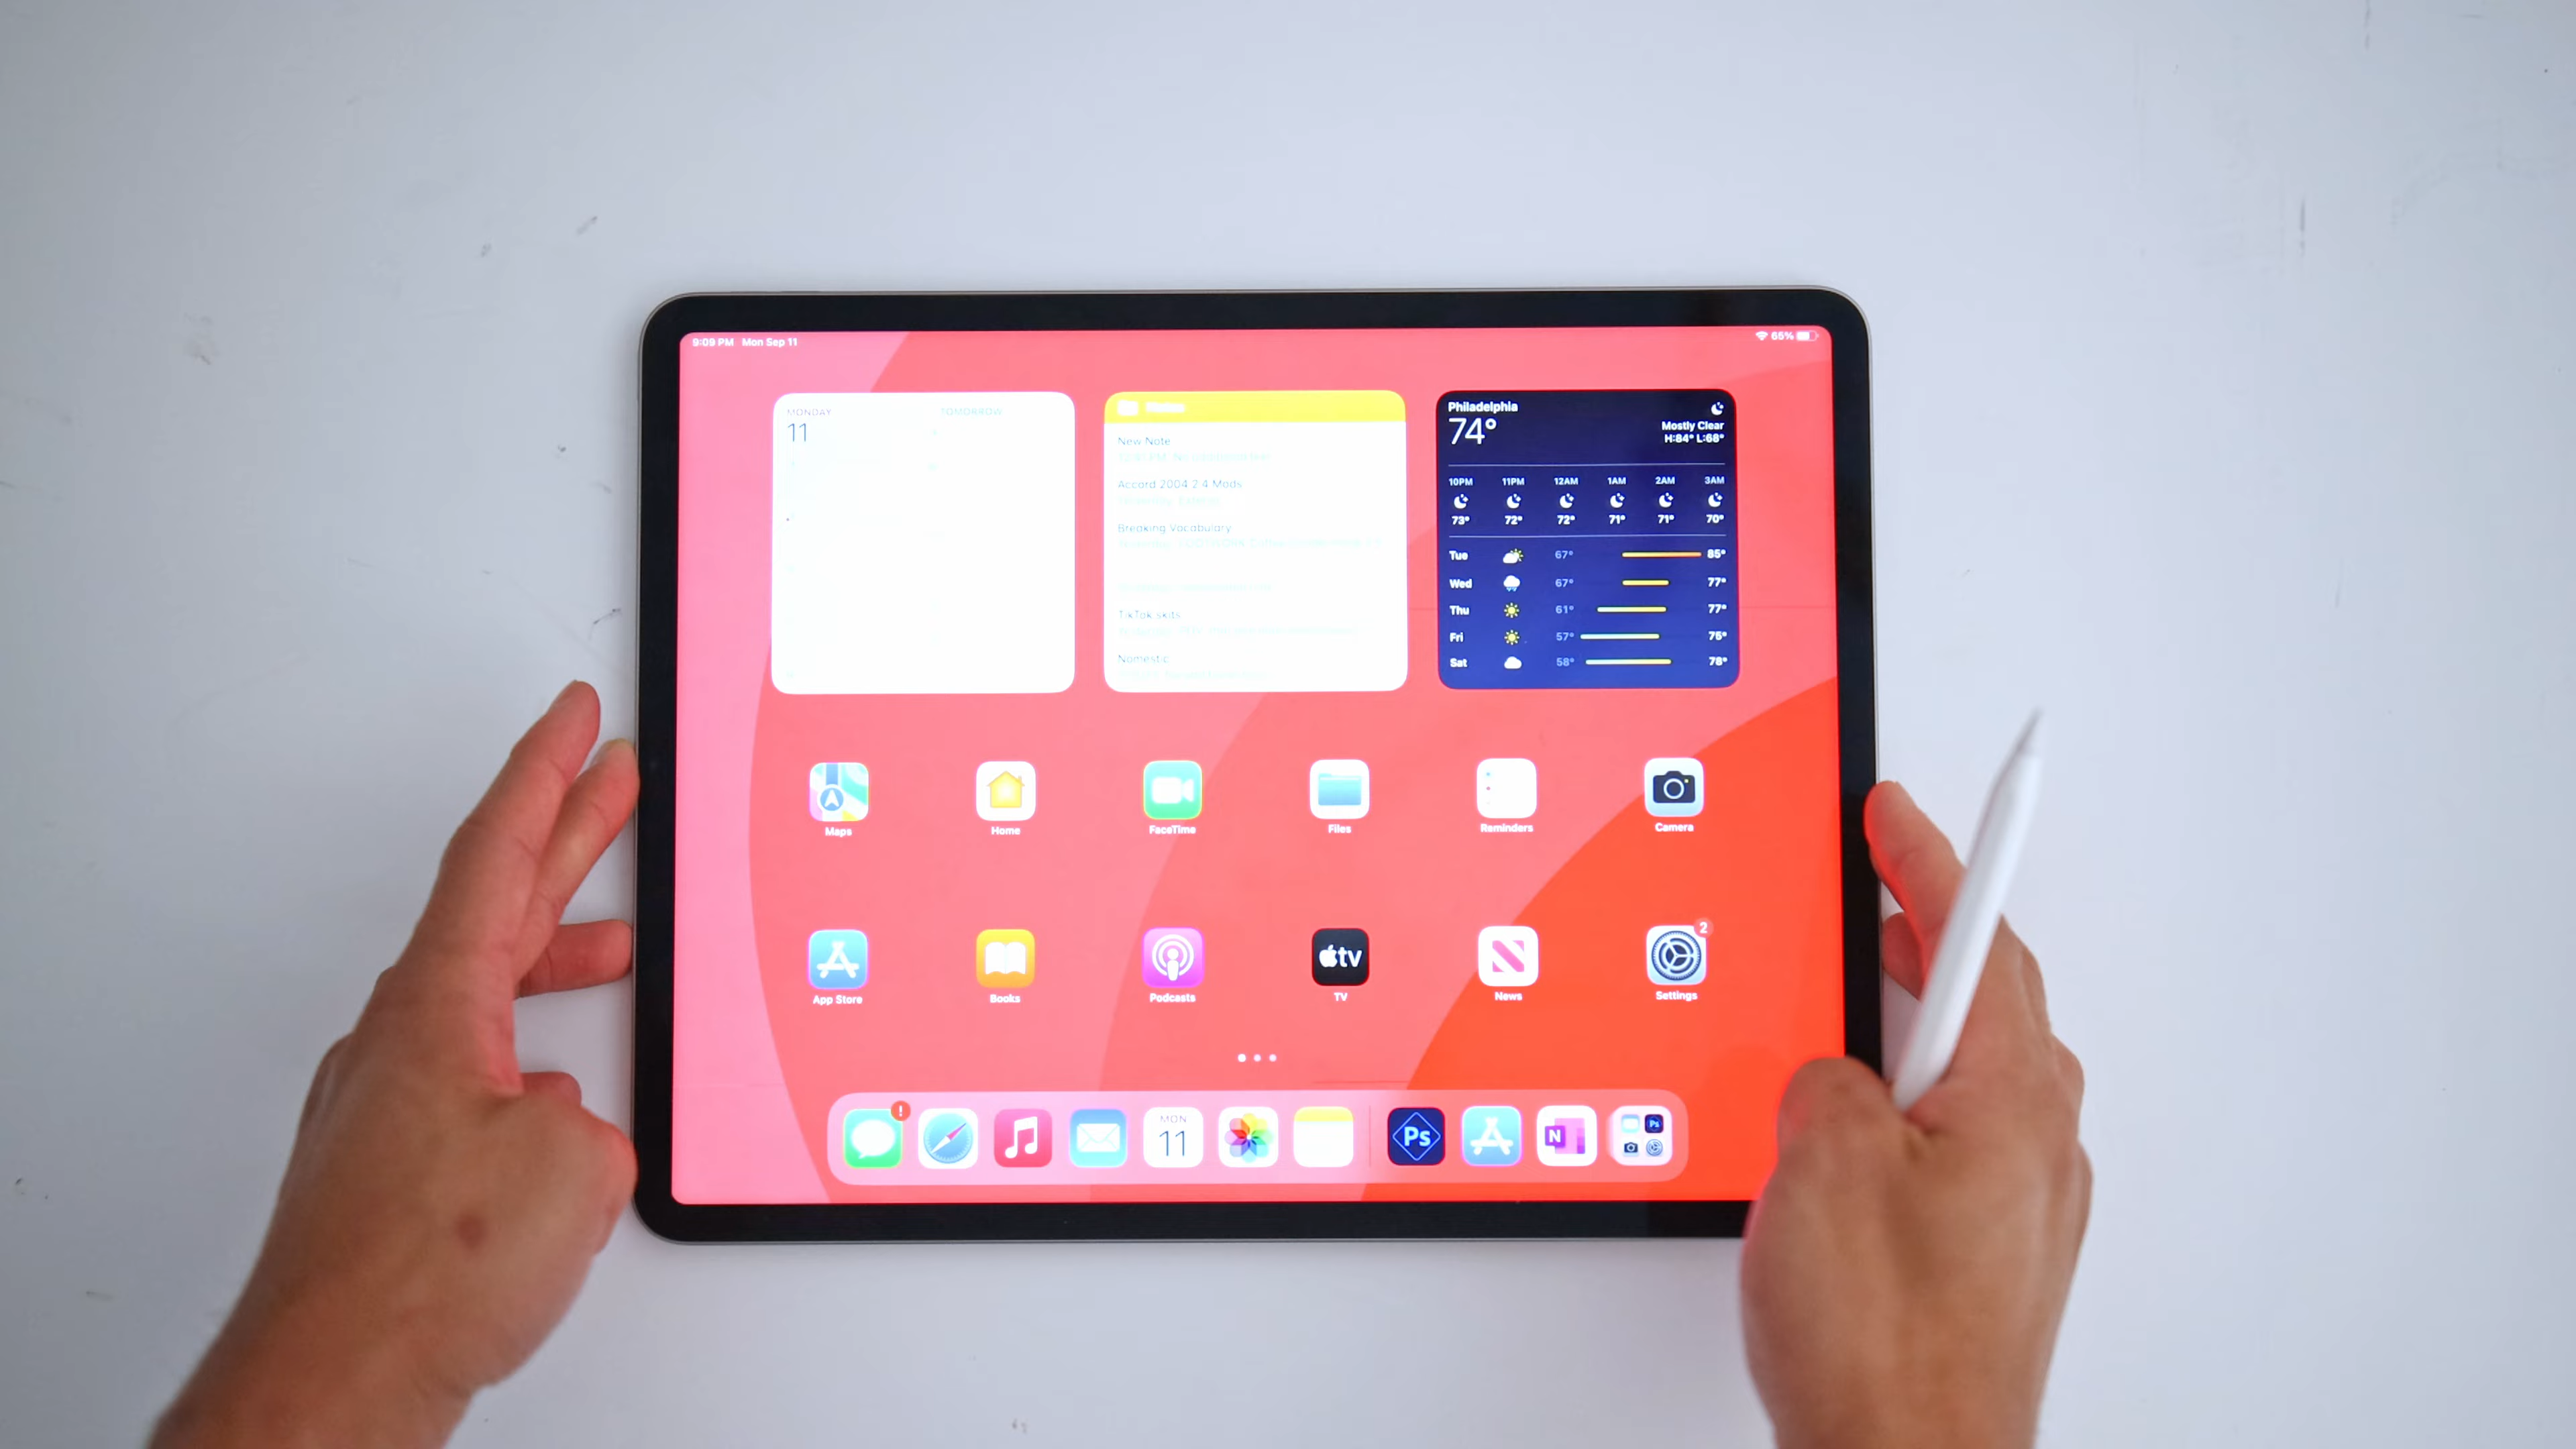 9:09 PM Mon Sep 11
65%
MONDAY
11
TOMORROW
Notes
New Note
Accord 2004 2.4 Mods
Breaking Vocabulary
TikTok skits
Philadelphia
74°
Mostly Clear
H:84° L:68°
10PM 11PM 12AM 1AM 2AM 3AM
73° 72° 72° 71° 71° 70°
Tue 67° 85°
Wed 67° 77°
Thu 61° 77°
Fri 57° 75°
Sat 58° 78°
Maps Home FaceTime Files Reminders Camera
tv
2
App Store Books Podcasts TV News Settings
!
MON
11
Ps
N
Ps